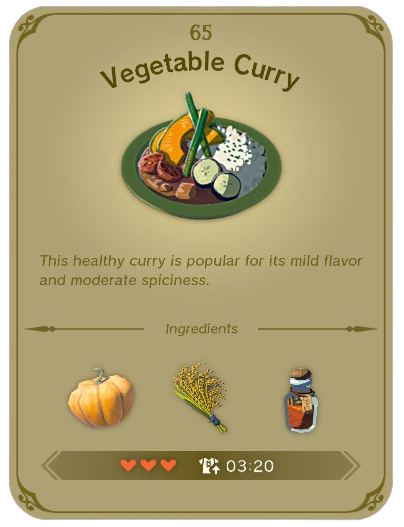 65
Vegetable Curry
This healthy curry is popular for its mild flavor
and moderate spiciness.
Ingredients
03:20